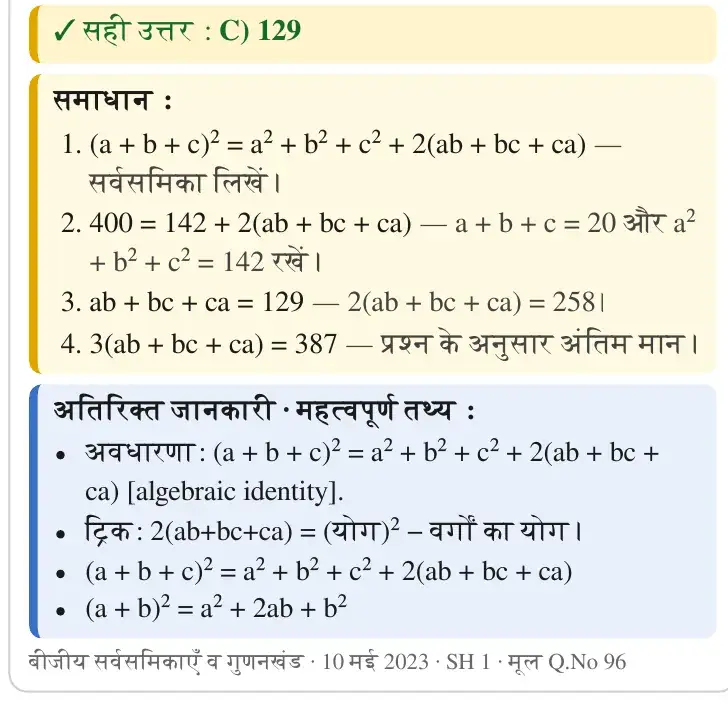 ✓ सही उत्तर : C) 129
समाधान :
1. (a + b + c)² = a² + b² + c² + 2(ab + bc + ca) —
सर्वसमिका लिखें।
2. 400 = 142 + 2(ab + bc + ca) — a + b + c = 20 और a²
+ b² + c² = 142 रखें।
3. ab + bc + ca = 129 — 2(ab + bc + ca) = 258।
4. 3(ab + bc + ca) = 387 — प्रश्न के अनुसार अंतिम मान।
अतिरिक्त जानकारी · महत्वपूर्ण तथ्य :
• अवधारणा: (a + b + c)² = a² + b² + c² + 2(ab + bc +
ca) [algebraic identity].
• ट्रिक: 2(ab+bc+ca) = (योग)² – वर्गों का योग।
• (a + b + c)² = a² + b² + c² + 2(ab + bc + ca)
• (a + b)² = a² + 2ab + b²
बीजीय सर्वसमिकाएँ व गुणनखंड · 10 मई 2023 · SH 1 · मूल Q.No 96